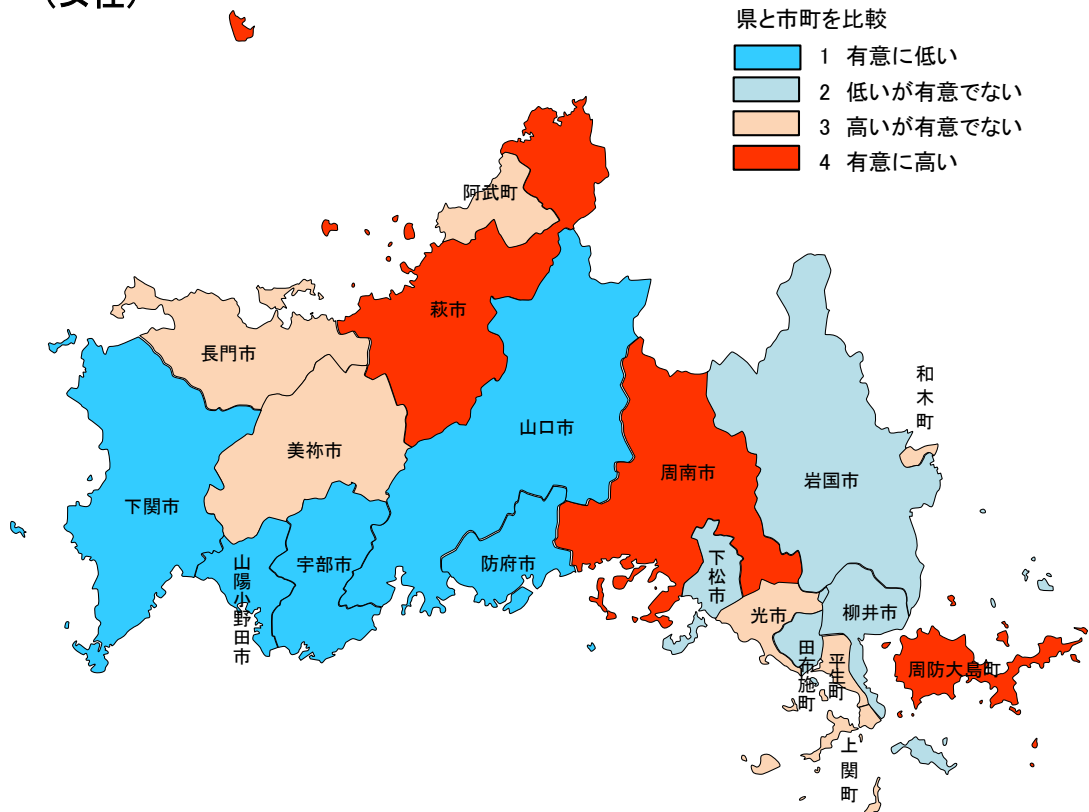 (女性)
県と市町を比較
1 有意に低い
2 低いが有意でない
3 高いが有意でない
4 有意に高い
阿武町
萩市
長門市
和木町
山口市
美祢市
周南市
岩国市
下関市
宇部市
防府市
山陽小野田市
下松市
光市
柳井市
田布施町
平生町
周防大島町
上関町